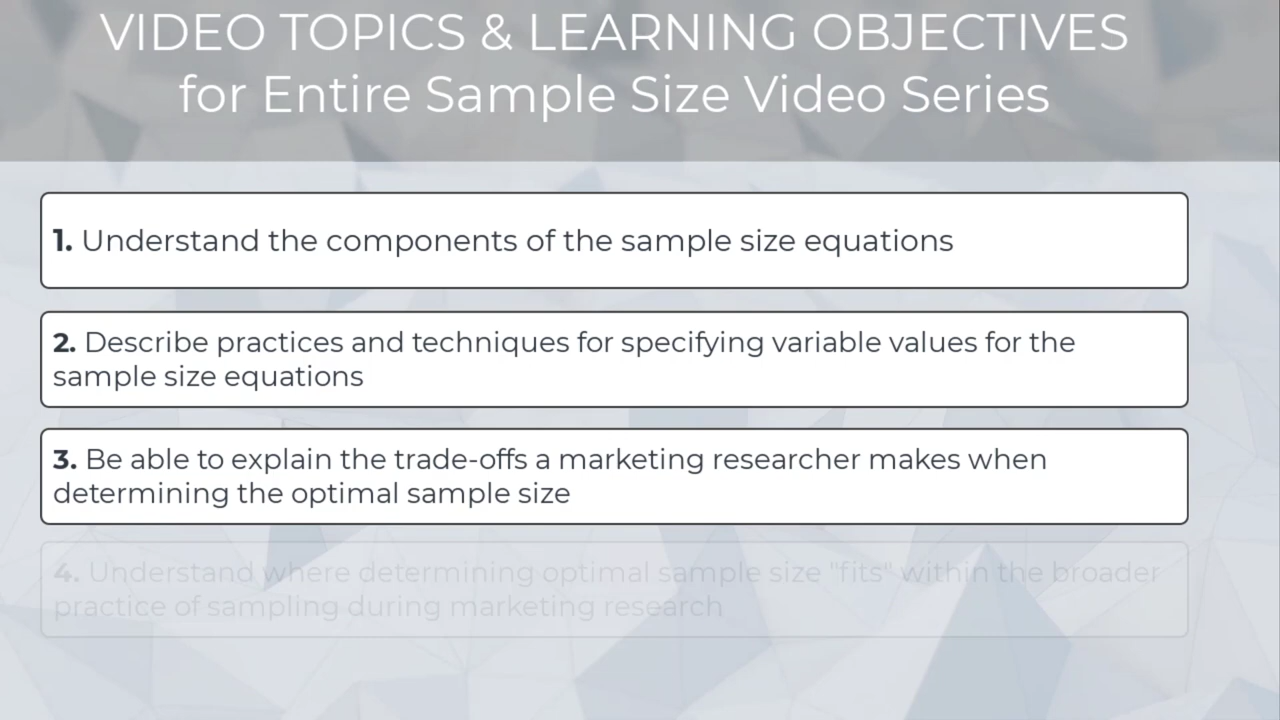 VIDEO TOPICS & LEARNING OBJECTIVES
for Entire Sample Size Video Series
1. Understand the components of the sample size equations
2. Describe practices and techniques for specifying variable values for the
sample size equations
3. Be able to explain the trade-offs a marketing researcher makes when
determining the optimal sample size
4. Understand where determining optimal sample size "fits" within the broader
practice of sampling during marketing research